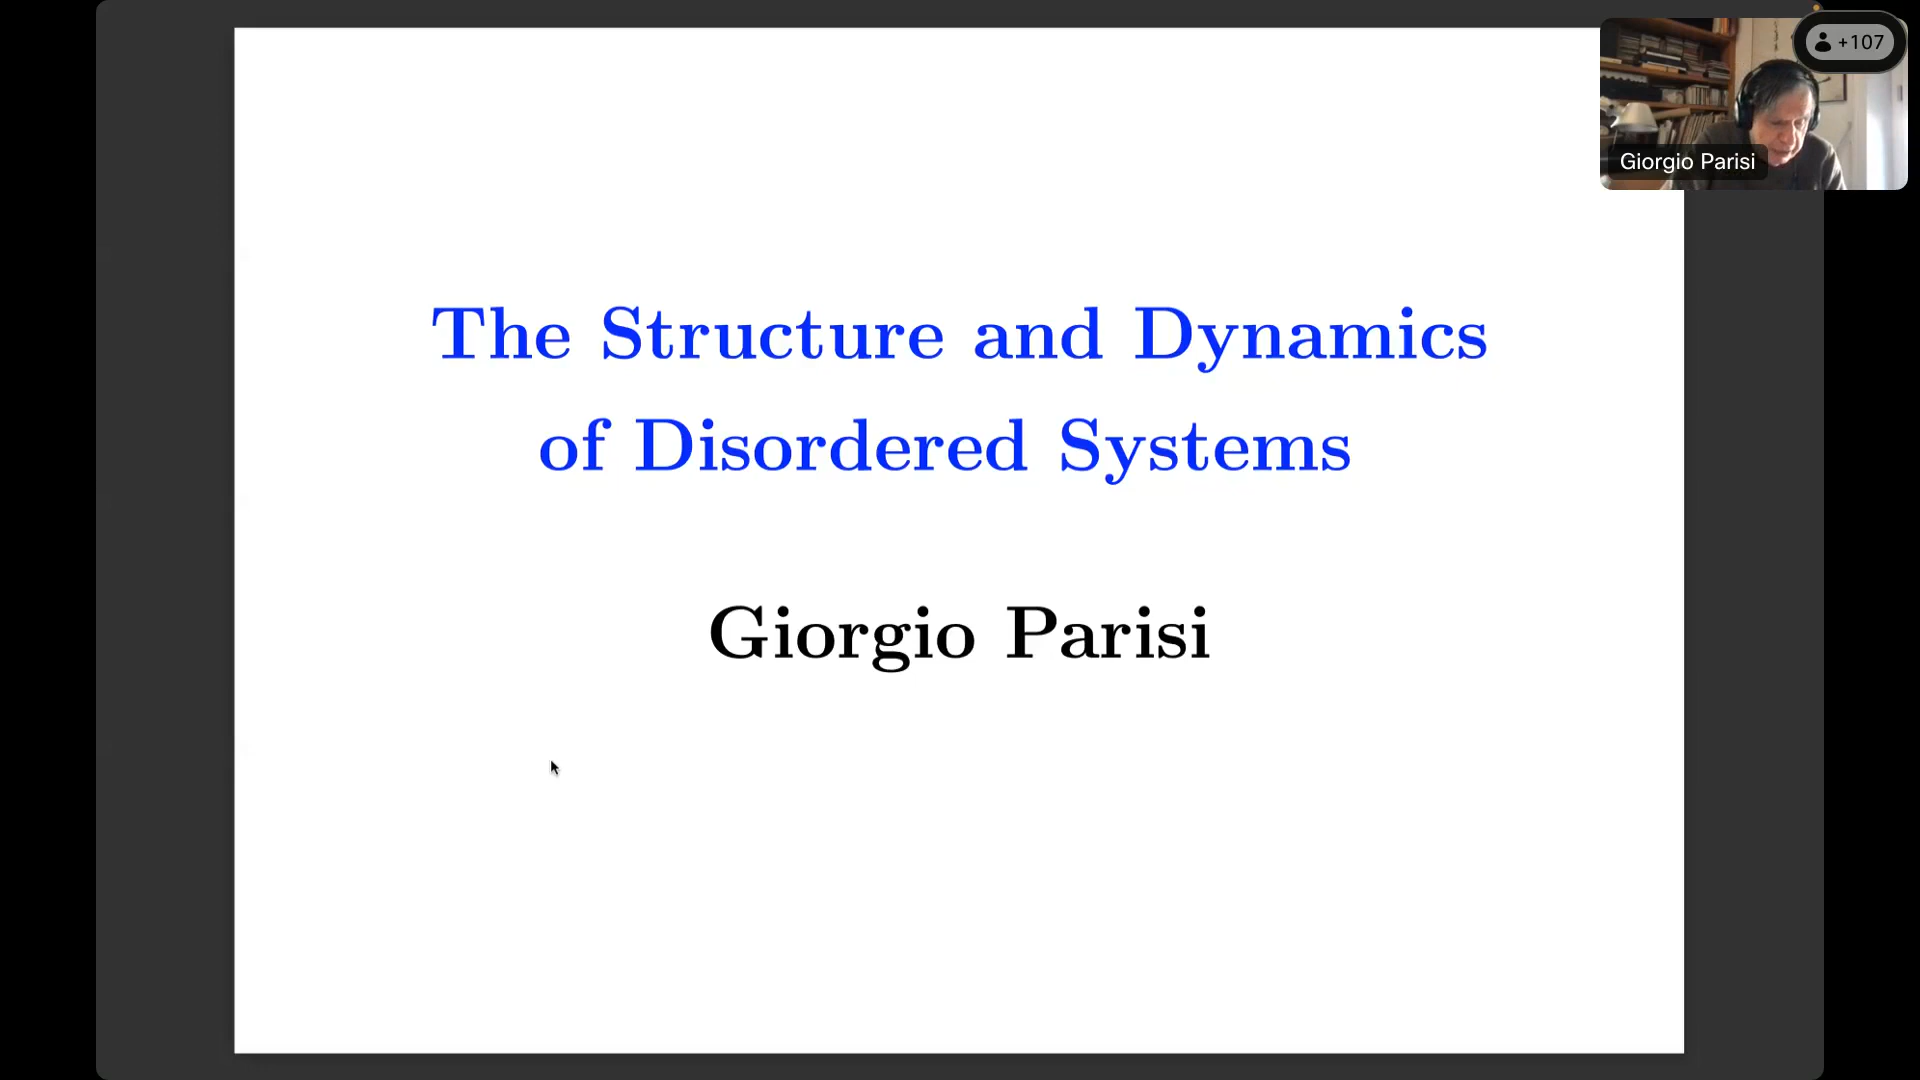 +107
Giorgio Parisi
The Structure and Dynamics
of Disordered Systems
Giorgio Parisi